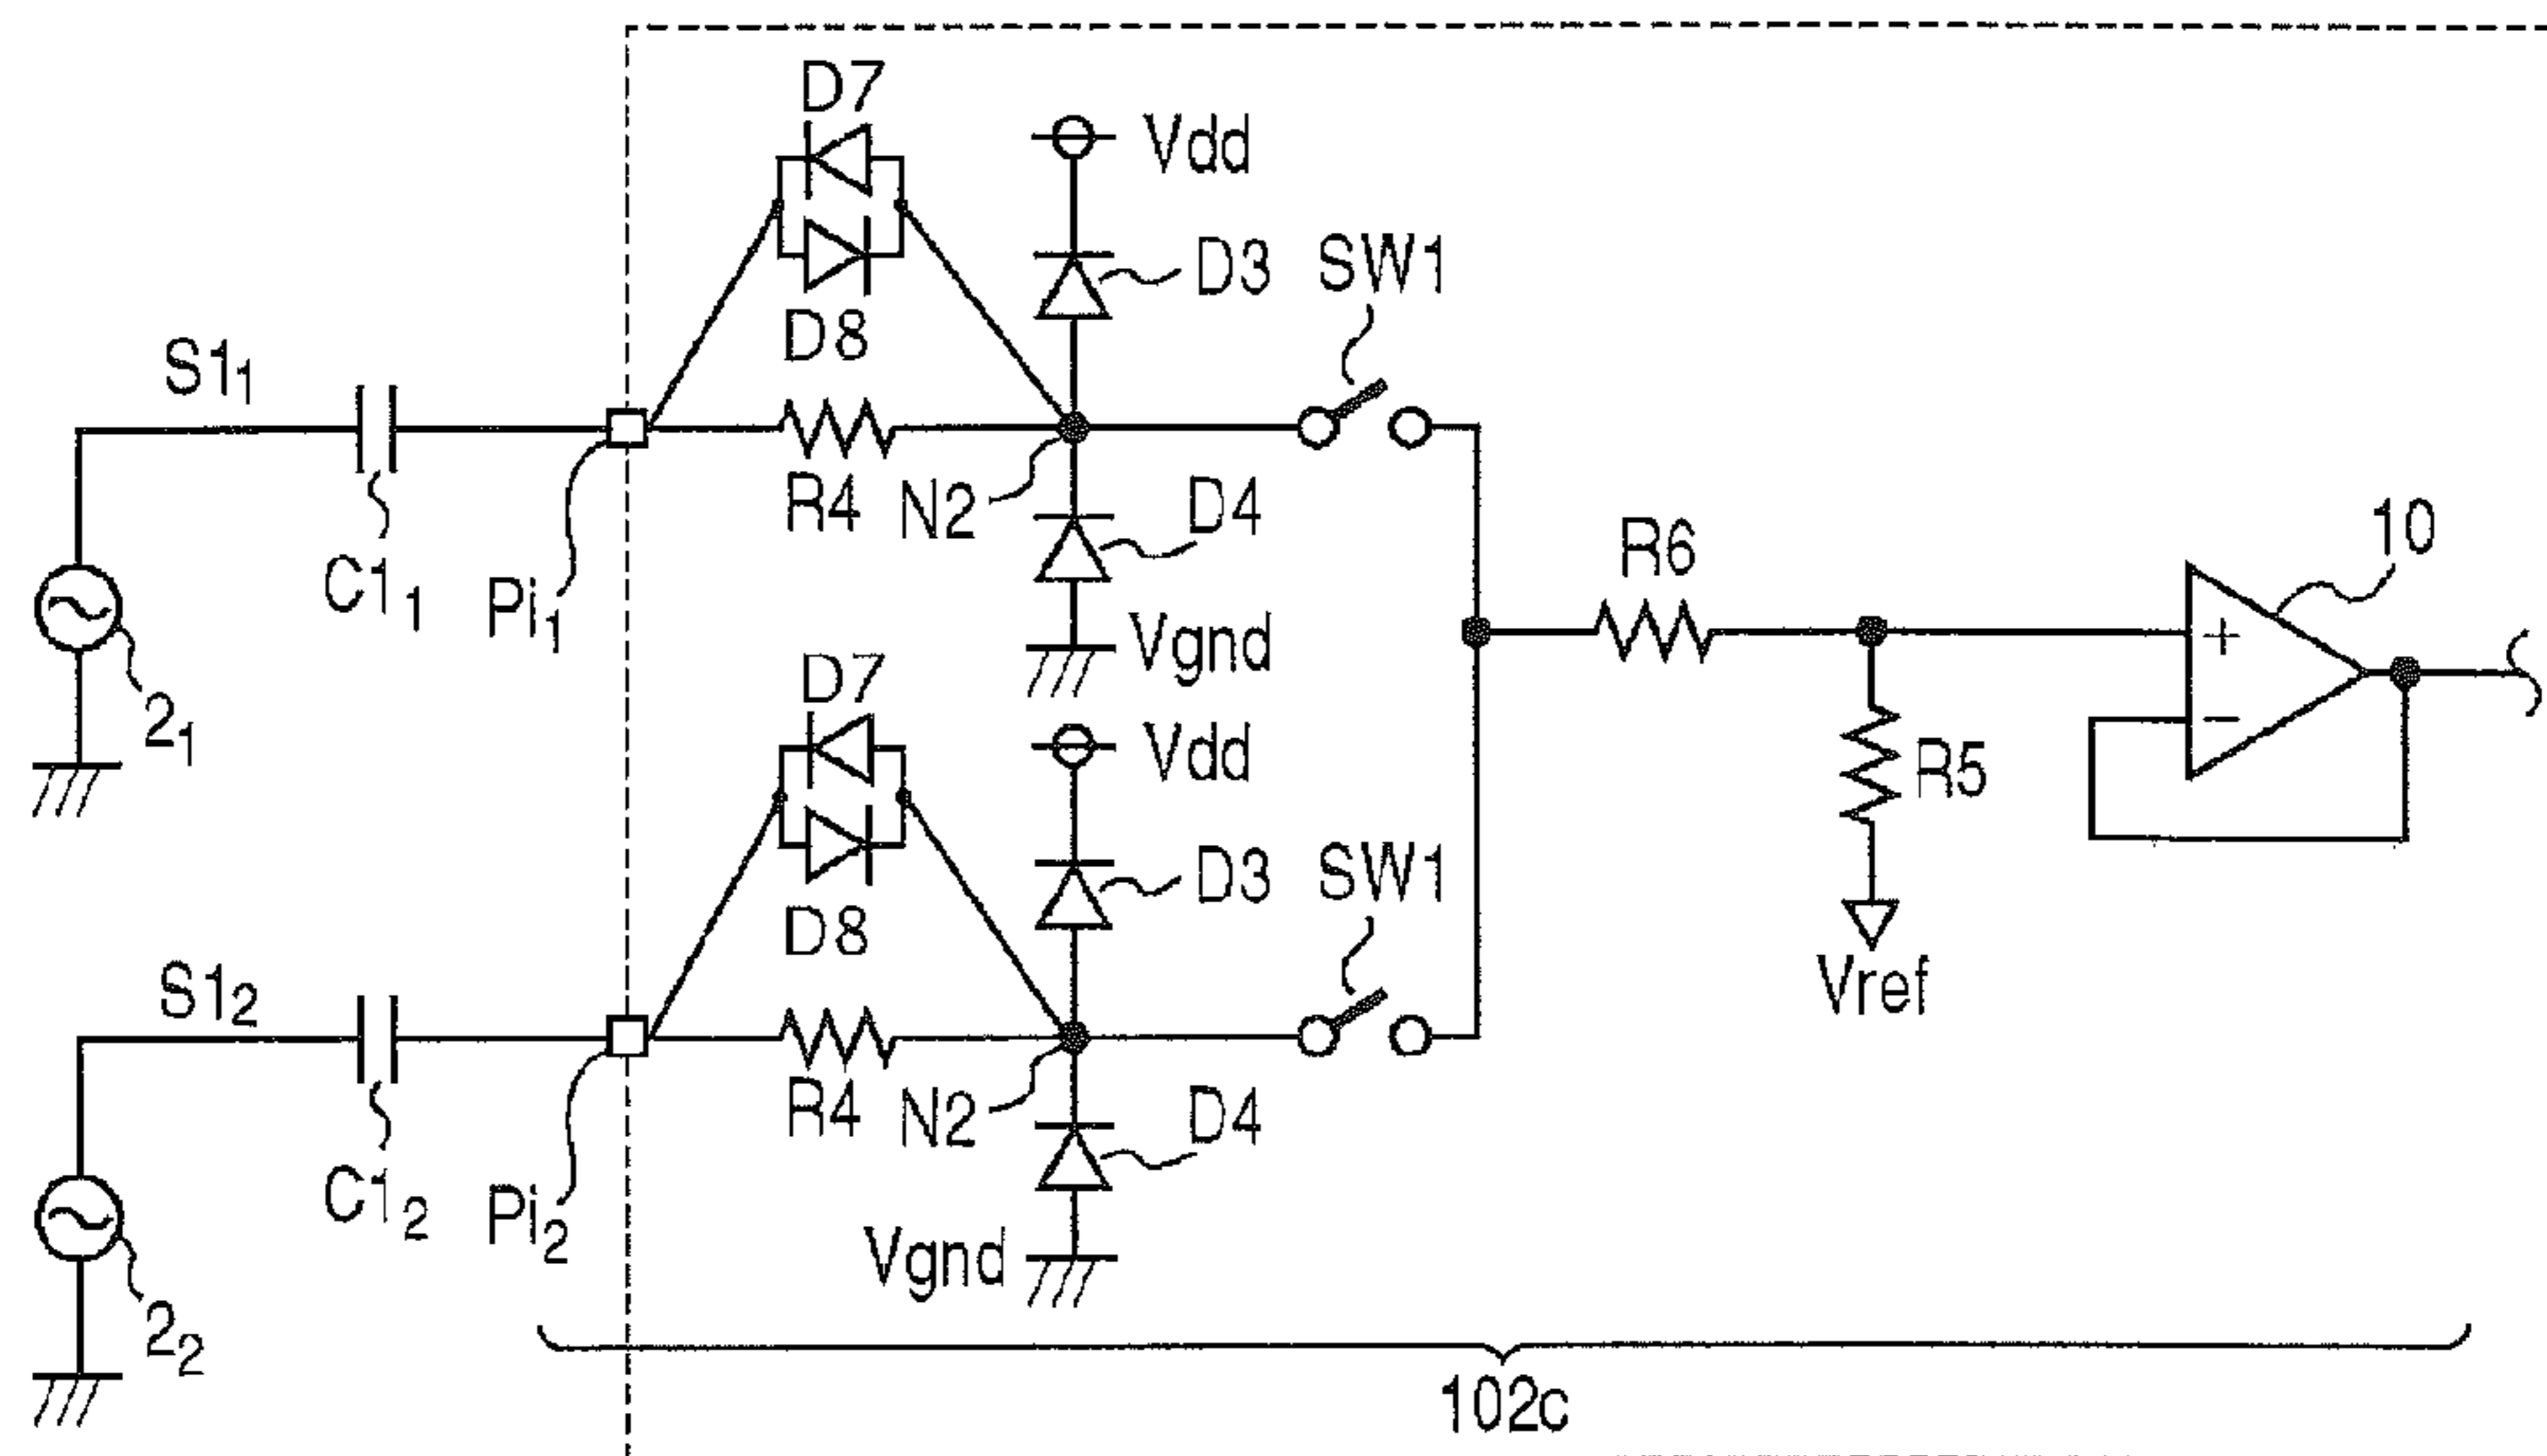 D7
Vdd
D3
SW1
D8
S1₁
R4
N2
D4
C1₁
Pi₁
Vgnd
2₁
R6
10
+
−
R5
Vref
D7
Vdd
D3
SW1
D8
S1₂
R4
N2
D4
C1₂
Pi₂
Vgnd
2₂
102c